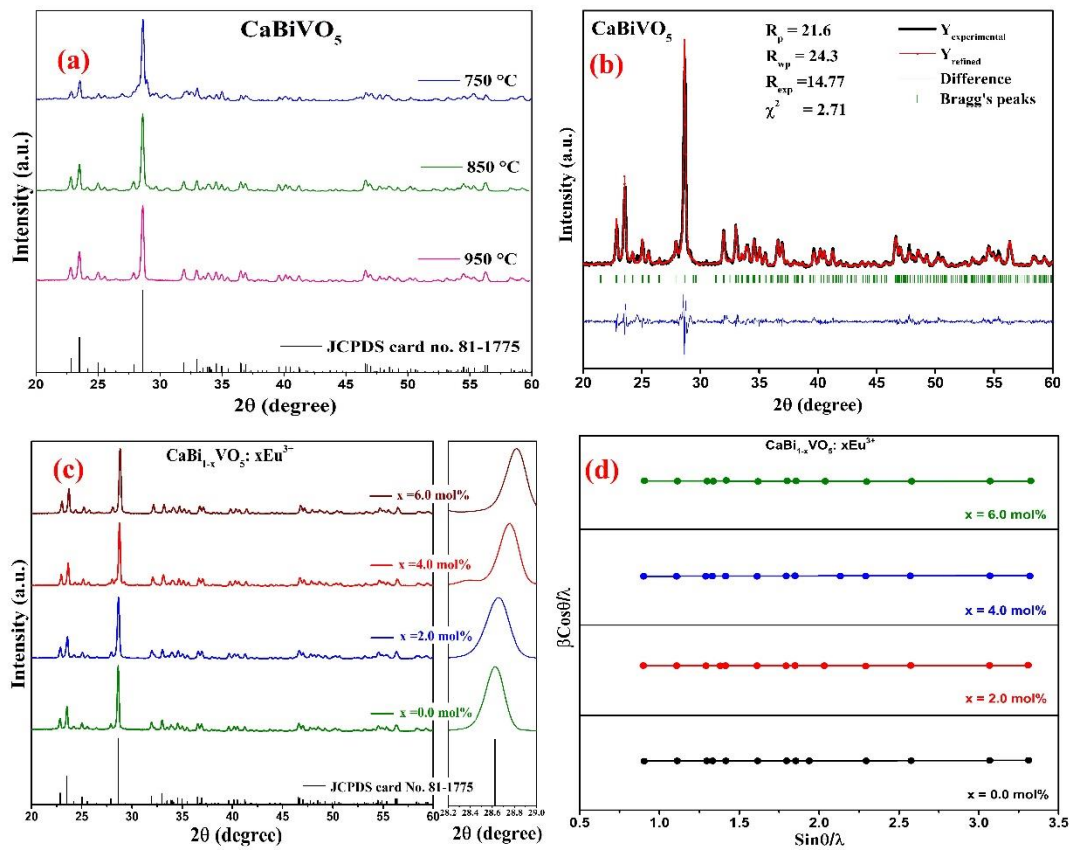 CaBiVO5
(a)
750 °C
850 °C
950 °C
JCPDS card no. 81-1775
Intensity (a.u.)
20 25 30 35 40 45 50 55 60
2θ (degree)
CaBiVO5
(b)
Rp = 21.6
Rwp = 24.3
Rexp =14.77
χ² = 2.71
Yexperimental
Yrefined
Difference
Bragg's peaks
Intensity (a.u.)
20 25 30 35 40 45 50 55 60
2θ (degree)
(c)
CaBi1-xVO5: xEu3–
x =6.0 mol%
x =4.0 mol%
x =2.0 mol%
x =0.0 mol%
JCPDS card No. 81-1775
Intensity (a.u.)
20 25 30 35 40 45 50 55 60
28.2 28.4 28.6 28.8 29.0
2θ (degree)
2θ (degree)
(d)
CaBi1-xVO5: xEu3+
x = 6.0 mol%
x = 4.0 mol%
x = 2.0 mol%
x = 0.0 mol%
βCosθ/λ
0.5 1.0 1.5 2.0 2.5 3.0 3.5
Sinθ/λ